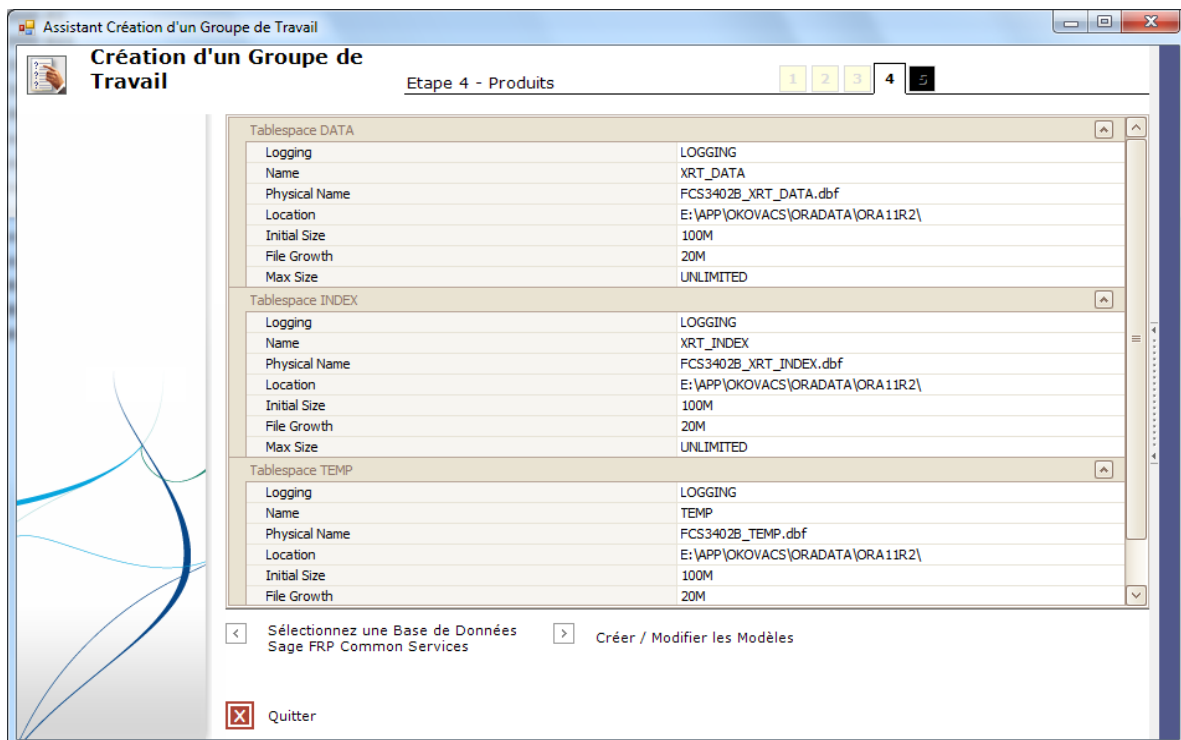 Assistant Création d'un Groupe de Travail
Création d'un Groupe de
Travail
Etape 4 - Produits
1 2 3 4 5
Tablespace DATA
Logging LOGGING
Name XRT_DATA
Physical Name FCS3402B_XRT_DATA.dbf
Location E:\APP\OKOVACS\ORADATA\ORA11R2\
Initial Size 100M
File Growth 20M
Max Size UNLIMITED
Tablespace INDEX
Logging LOGGING
Name XRT_INDEX
Physical Name FCS3402B_XRT_INDEX.dbf
Location E:\APP\OKOVACS\ORADATA\ORA11R2\
Initial Size 100M
File Growth 20M
Max Size UNLIMITED
Tablespace TEMP
Logging LOGGING
Name TEMP
Physical Name FCS3402B_TEMP.dbf
Location E:\APP\OKOVACS\ORADATA\ORA11R2\
Initial Size 100M
File Growth 20M
Sélectionnez une Base de Données
Sage FRP Common Services
Créer / Modifier les Modèles
Quitter